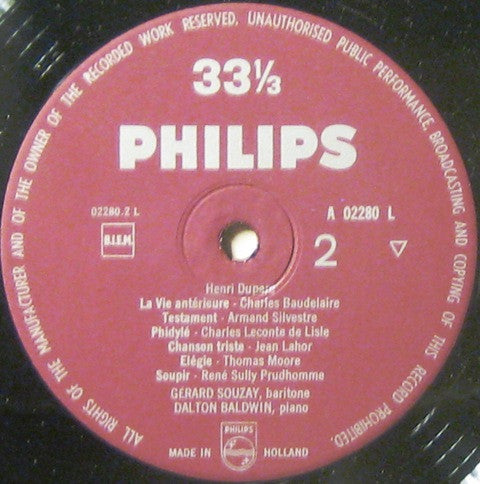 ALL RIGHTS OF THE MANUFACTURER AND OF THE OWNER OF THE RECORDED WORK RESERVED. UNAUTHORISED PUBLIC PERFORMANCE, BROADCASTING AND COPYING OF THIS RECORD PROHIBITED.
33⅓
PHILIPS
02280.2 L
A 02280 L
B.I.E.M.
2
Henri Duparc
La Vie antérieure - Charles Baudelaire
Testament - Armand Silvestre
Phidylé - Charles Leconte de Lisle
Chanson triste - Jean Lahor
Elégie - Thomas Moore
Soupir - René Sully Prudhomme
GÉRARD SOUZAY, baritone
DALTON BALDWIN, piano
PHILIPS
MADE IN HOLLAND